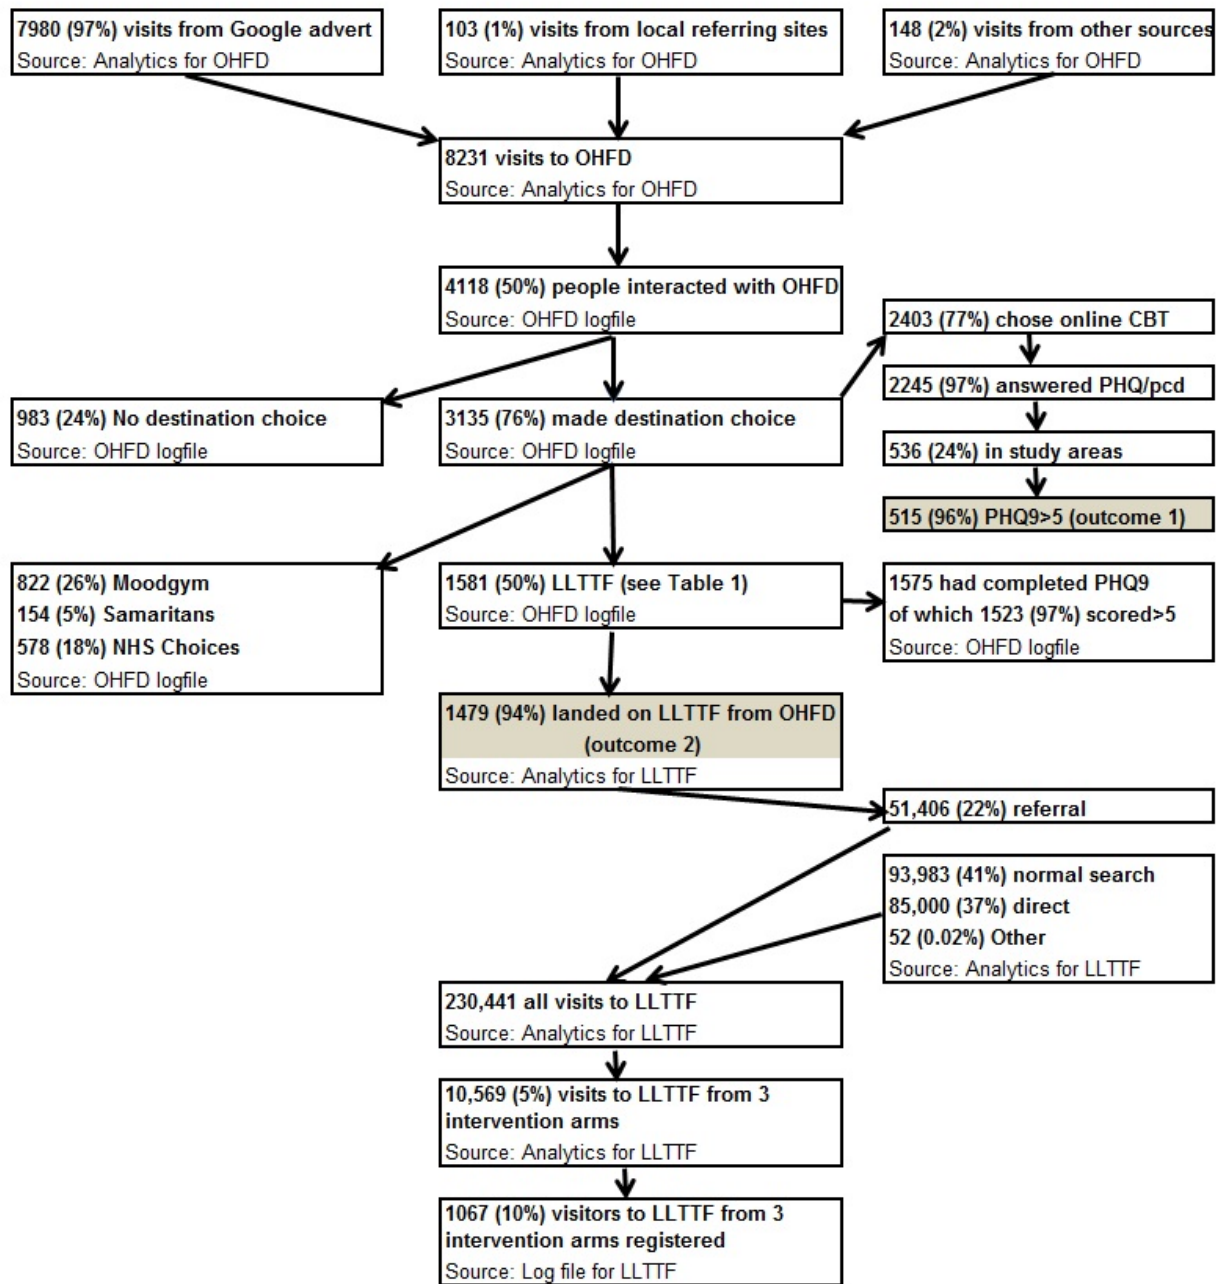 7980 (97%) visits from Google advert
Source: Analytics for OHFD
103 (1%) visits from local referring sites
Source: Analytics for OHFD
148 (2%) visits from other sources
Source: Analytics for OHFD
8231 visits to OHFD
Source: Analytics for OHFD
4118 (50%) people interacted with OHFD
Source: OHFD logfile
2403 (77%) chose online CBT
2245 (97%) answered PHQ/pcd
536 (24%) in study areas
515 (96%) PHQ9>5 (outcome 1)
983 (24%) No destination choice
Source: OHFD logfile
3135 (76%) made destination choice
Source: OHFD logfile
822 (26%) Moodgym
154 (5%) Samaritans
578 (18%) NHS Choices
Source: OHFD logfile
1581 (50%) LLTTF (see Table 1)
Source: OHFD logfile
1575 had completed PHQ9
of which 1523 (97%) scored>5
Source: OHFD logfile
1479 (94%) landed on LLTTF from OHFD
(outcome 2)
Source: Analytics for LLTTF
51,406 (22%) referral
93,983 (41%) normal search
85,000 (37%) direct
52 (0.02%) Other
Source: Analytics for LLTTF
230,441 all visits to LLTTF
Source: Analytics for LLTTF
10,569 (5%) visits to LLTTF from 3
intervention arms
Source: Analytics for LLTTF
1067 (10%) visitors to LLTTF from 3
intervention arms registered
Source: Log file for LLTTF